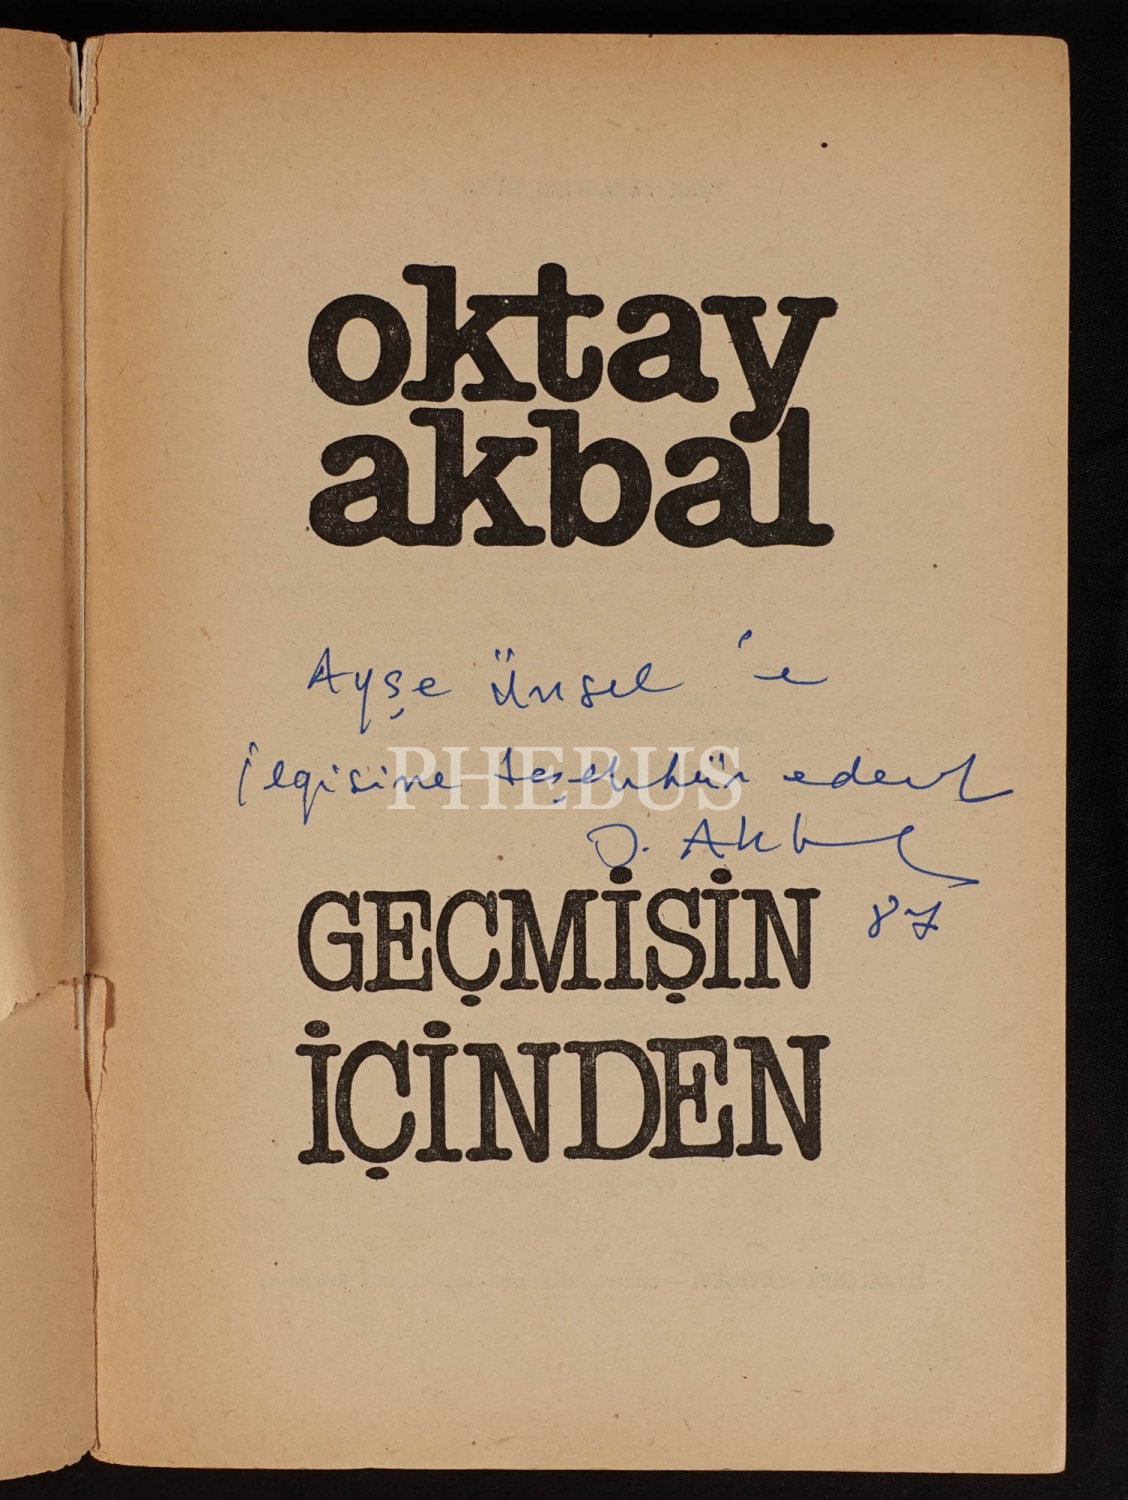 oktay
akbal
Ayşe Ünsel'e
İlgisine teşekkür ederek
PHEBUS
O. Akbal
87
GEÇMİŞİN
İÇİNDEN